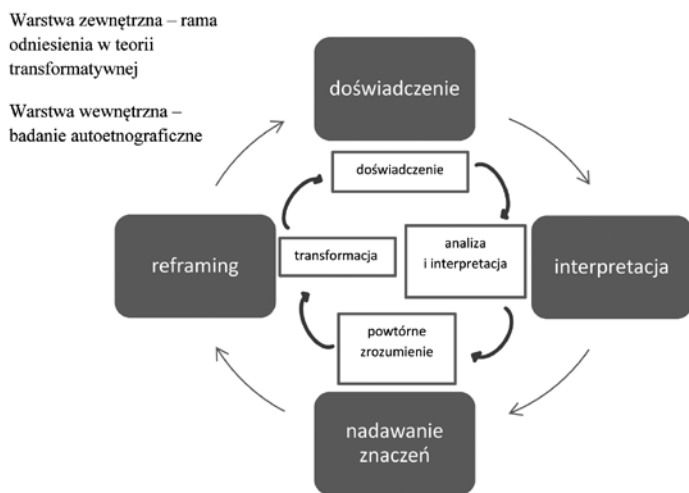 Warstwa zewnętrzna – rama
odniesienia w teorii
transformatywnej
Warstwa wewnętrzna –
badanie autoetnograficzne
doświadczenie
doświadczenie
reframing
transformacja
analiza
i interpretacja
interpretacja
powtórne
zrozumienie
nadawanie
znaczeń